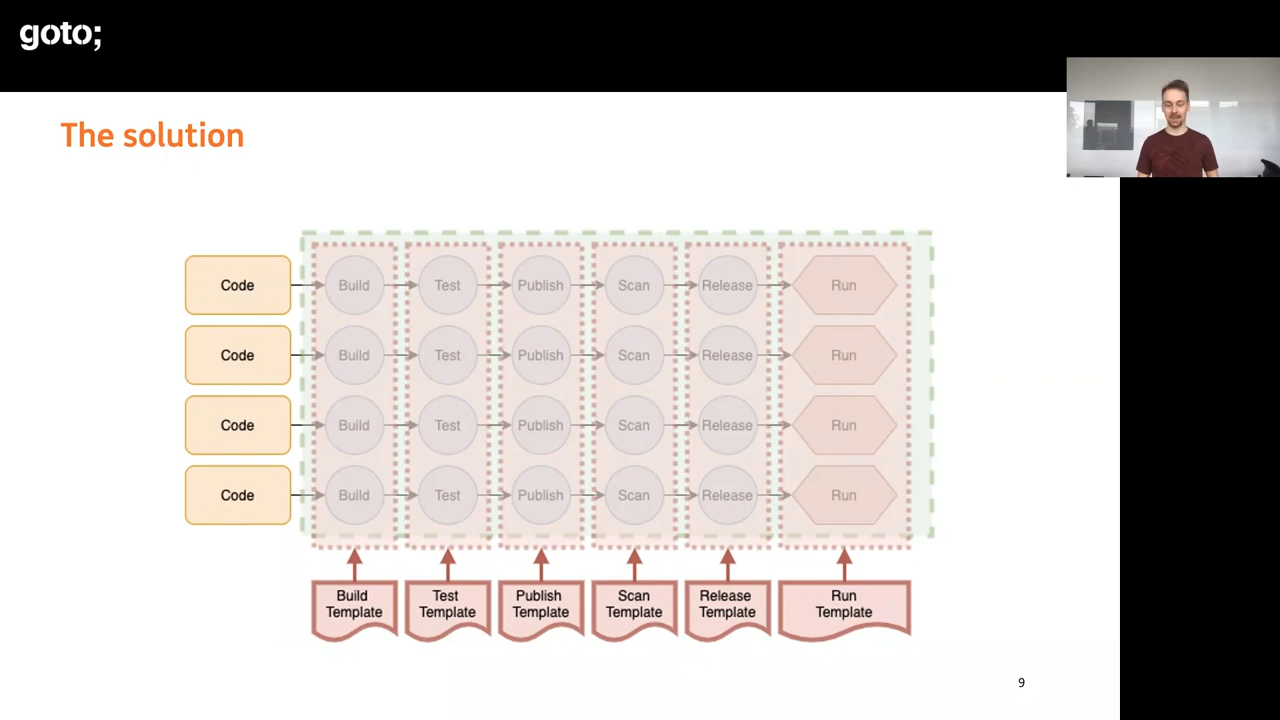 goto;
The solution
Code Build Test Publish Scan Release Run
Code Build Test Publish Scan Release Run
Code Build Test Publish Scan Release Run
Code Build Test Publish Scan Release Run
Build Template
Test Template
Publish Template
Scan Template
Release Template
Run Template
9